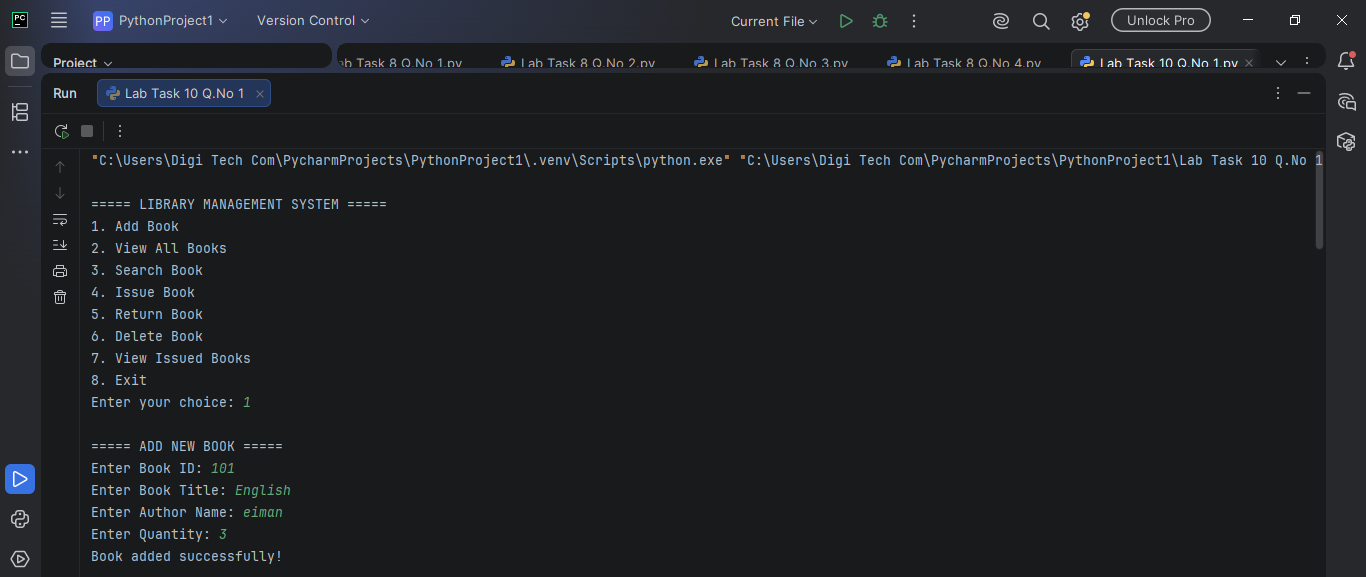 PC
PP PythonProject1 Version Control Current File Unlock Pro
Project
eb Task 8 Q.No 1.py Lab Task 8 Q.No 2.py Lab Task 8 Q.No 3.py Lab Task 8 Q.No 4.py Lab Task 10 Q.No 1.py
Run Lab Task 10 Q.No 1
"C:\Users\Digi Tech Com\PycharmProjects\PythonProject1\.venv\Scripts\python.exe" "C:\Users\Digi Tech Com\PycharmProjects\PythonProject1\Lab Task 10 Q.No 1
===== LIBRARY MANAGEMENT SYSTEM =====
1. Add Book
2. View All Books
3. Search Book
4. Issue Book
5. Return Book
6. Delete Book
7. View Issued Books
8. Exit
Enter your choice: 1
===== ADD NEW BOOK =====
Enter Book ID: 101
Enter Book Title: English
Enter Author Name: eiman
Enter Quantity: 3
Book added successfully!